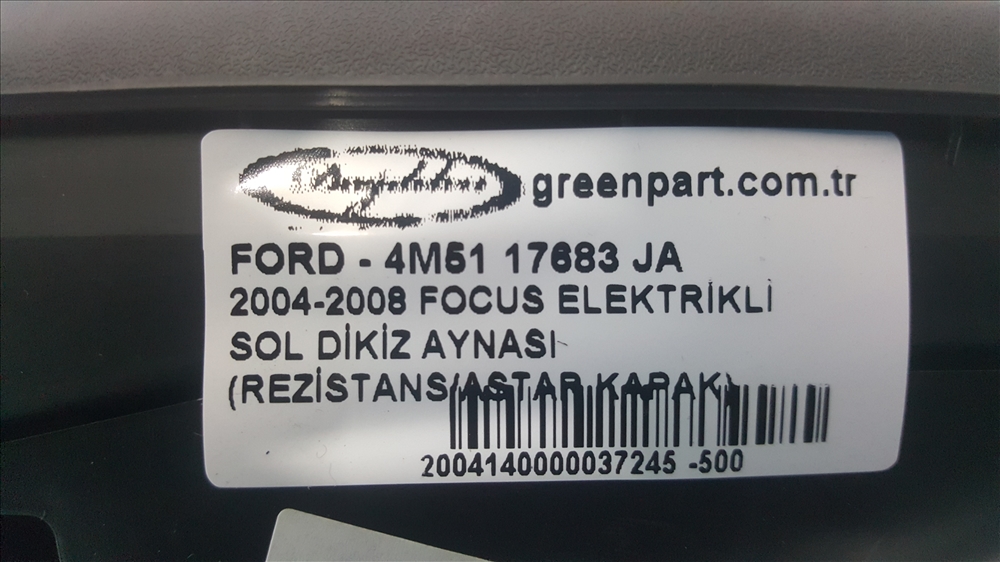 greenpart.com.tr
FORD - 4M51 17683 JA
2004-2008 FOCUS ELEKTRİKLİ
SOL DİKİZ AYNASI
(REZİSTANS/ASTAR KAPAK)
2004140000037245 -500